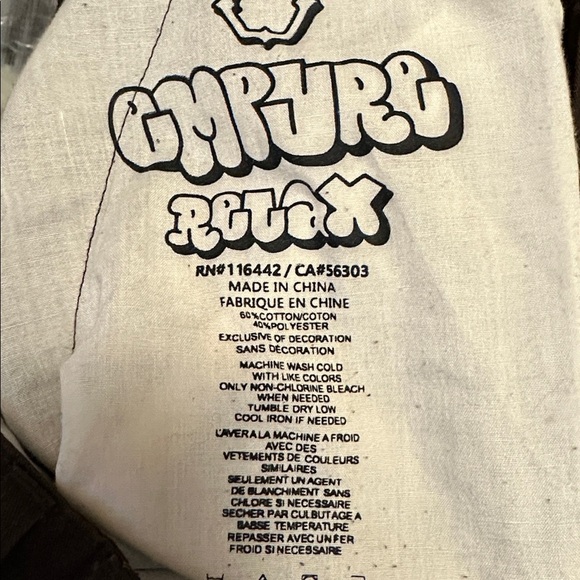 EMPYRE
RELAX
RN#116442 / CA#56303
MADE IN CHINA
FABRIQUE EN CHINE
60%COTTON/COTON
40%POLYESTER
EXCLUSIVE OF DECORATION
SANS DECORATION
MACHINE WASH COLD
WITH LIKE COLORS
ONLY NON-CHLORINE BLEACH
WHEN NEEDED
TUMBLE DRY LOW
COOL IRON IF NEEDED
LAVER A LA MACHINE A FROID
AVEC DES
VETEMENTS DE COULEURS
SIMILAIRES
SEULEMENT UN AGENT
DE BLANCHIMENT SANS
CHLORE SI NECESSAIRE
SECHER PAR CULBUTAGE A
BASSE TEMPERATURE
REPASSER AVEC UN FER
FROID SI NECESSAIRE